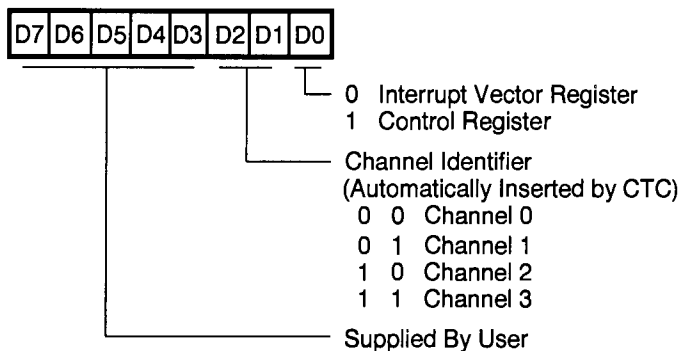 D7 D6 D5 D4 D3 D2 D1 D0
0 Interrupt Vector Register
1 Control Register
Channel Identifier
(Automatically Inserted by CTC)
0 0 Channel 0
0 1 Channel 1
1 0 Channel 2
1 1 Channel 3
Supplied By User